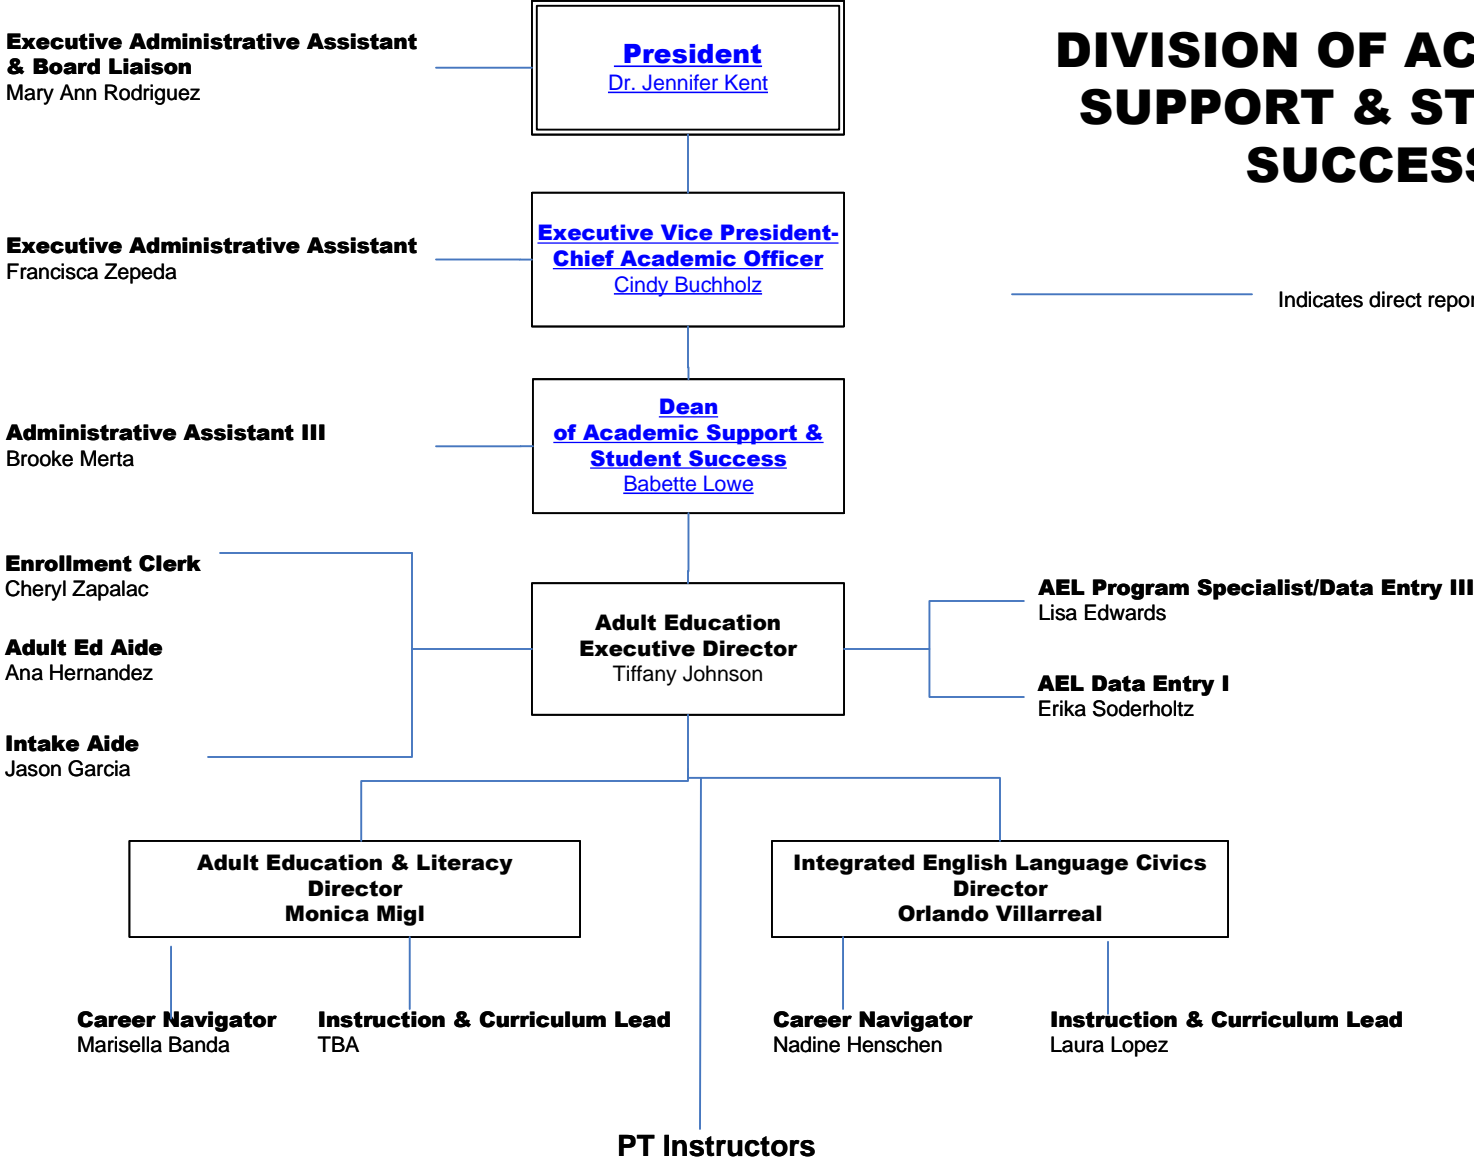 Executive Administrative Assistant
& Board Liaison
Mary Ann Rodriguez
President
Dr. Jennifer Kent
DIVISION OF
SUPPORT &
Executive Administrative Assistant
Francisca Zepeda
Executive Vice President-
Chief Academic Officer
Cindy Buchholz
Indicates direct
Administrative Assistant III
Brooke Merta
Dean
of Academic Support &
Student Success
Babette Lowe
Enrollment Clerk
Cheryl Zapalac
Adult Ed Aide
Ana Hernandez
Intake Aide
Jason Garcia
Adult Education
Executive Director
Tiffany Johnson
AEL Program Specialist/Data Entry III
Lisa Edwards
AEL Data Entry I
Erika Soderholtz
Adult Education & Literacy
Director
Monica Migl
Integrated English Language Civics
Director
Orlando Villarreal
Career Navigator
Marisella Banda
Instruction & Curriculum Lead
TBA
Career Navigator
Nadine Henschen
Instruction & Curriculum Lead
Laura Lopez
PT Instructors